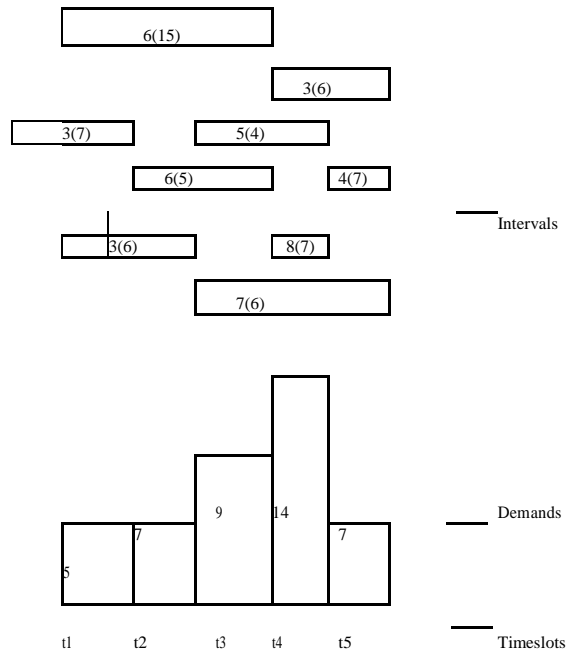 6(15)
3(6)
3(7) 5(4)
6(5) 4(7)
Intervals
3(6) 8(7)
7(6)
9 14 Demands
7 7
5
t1 t2 t3 t4 t5 Timeslots